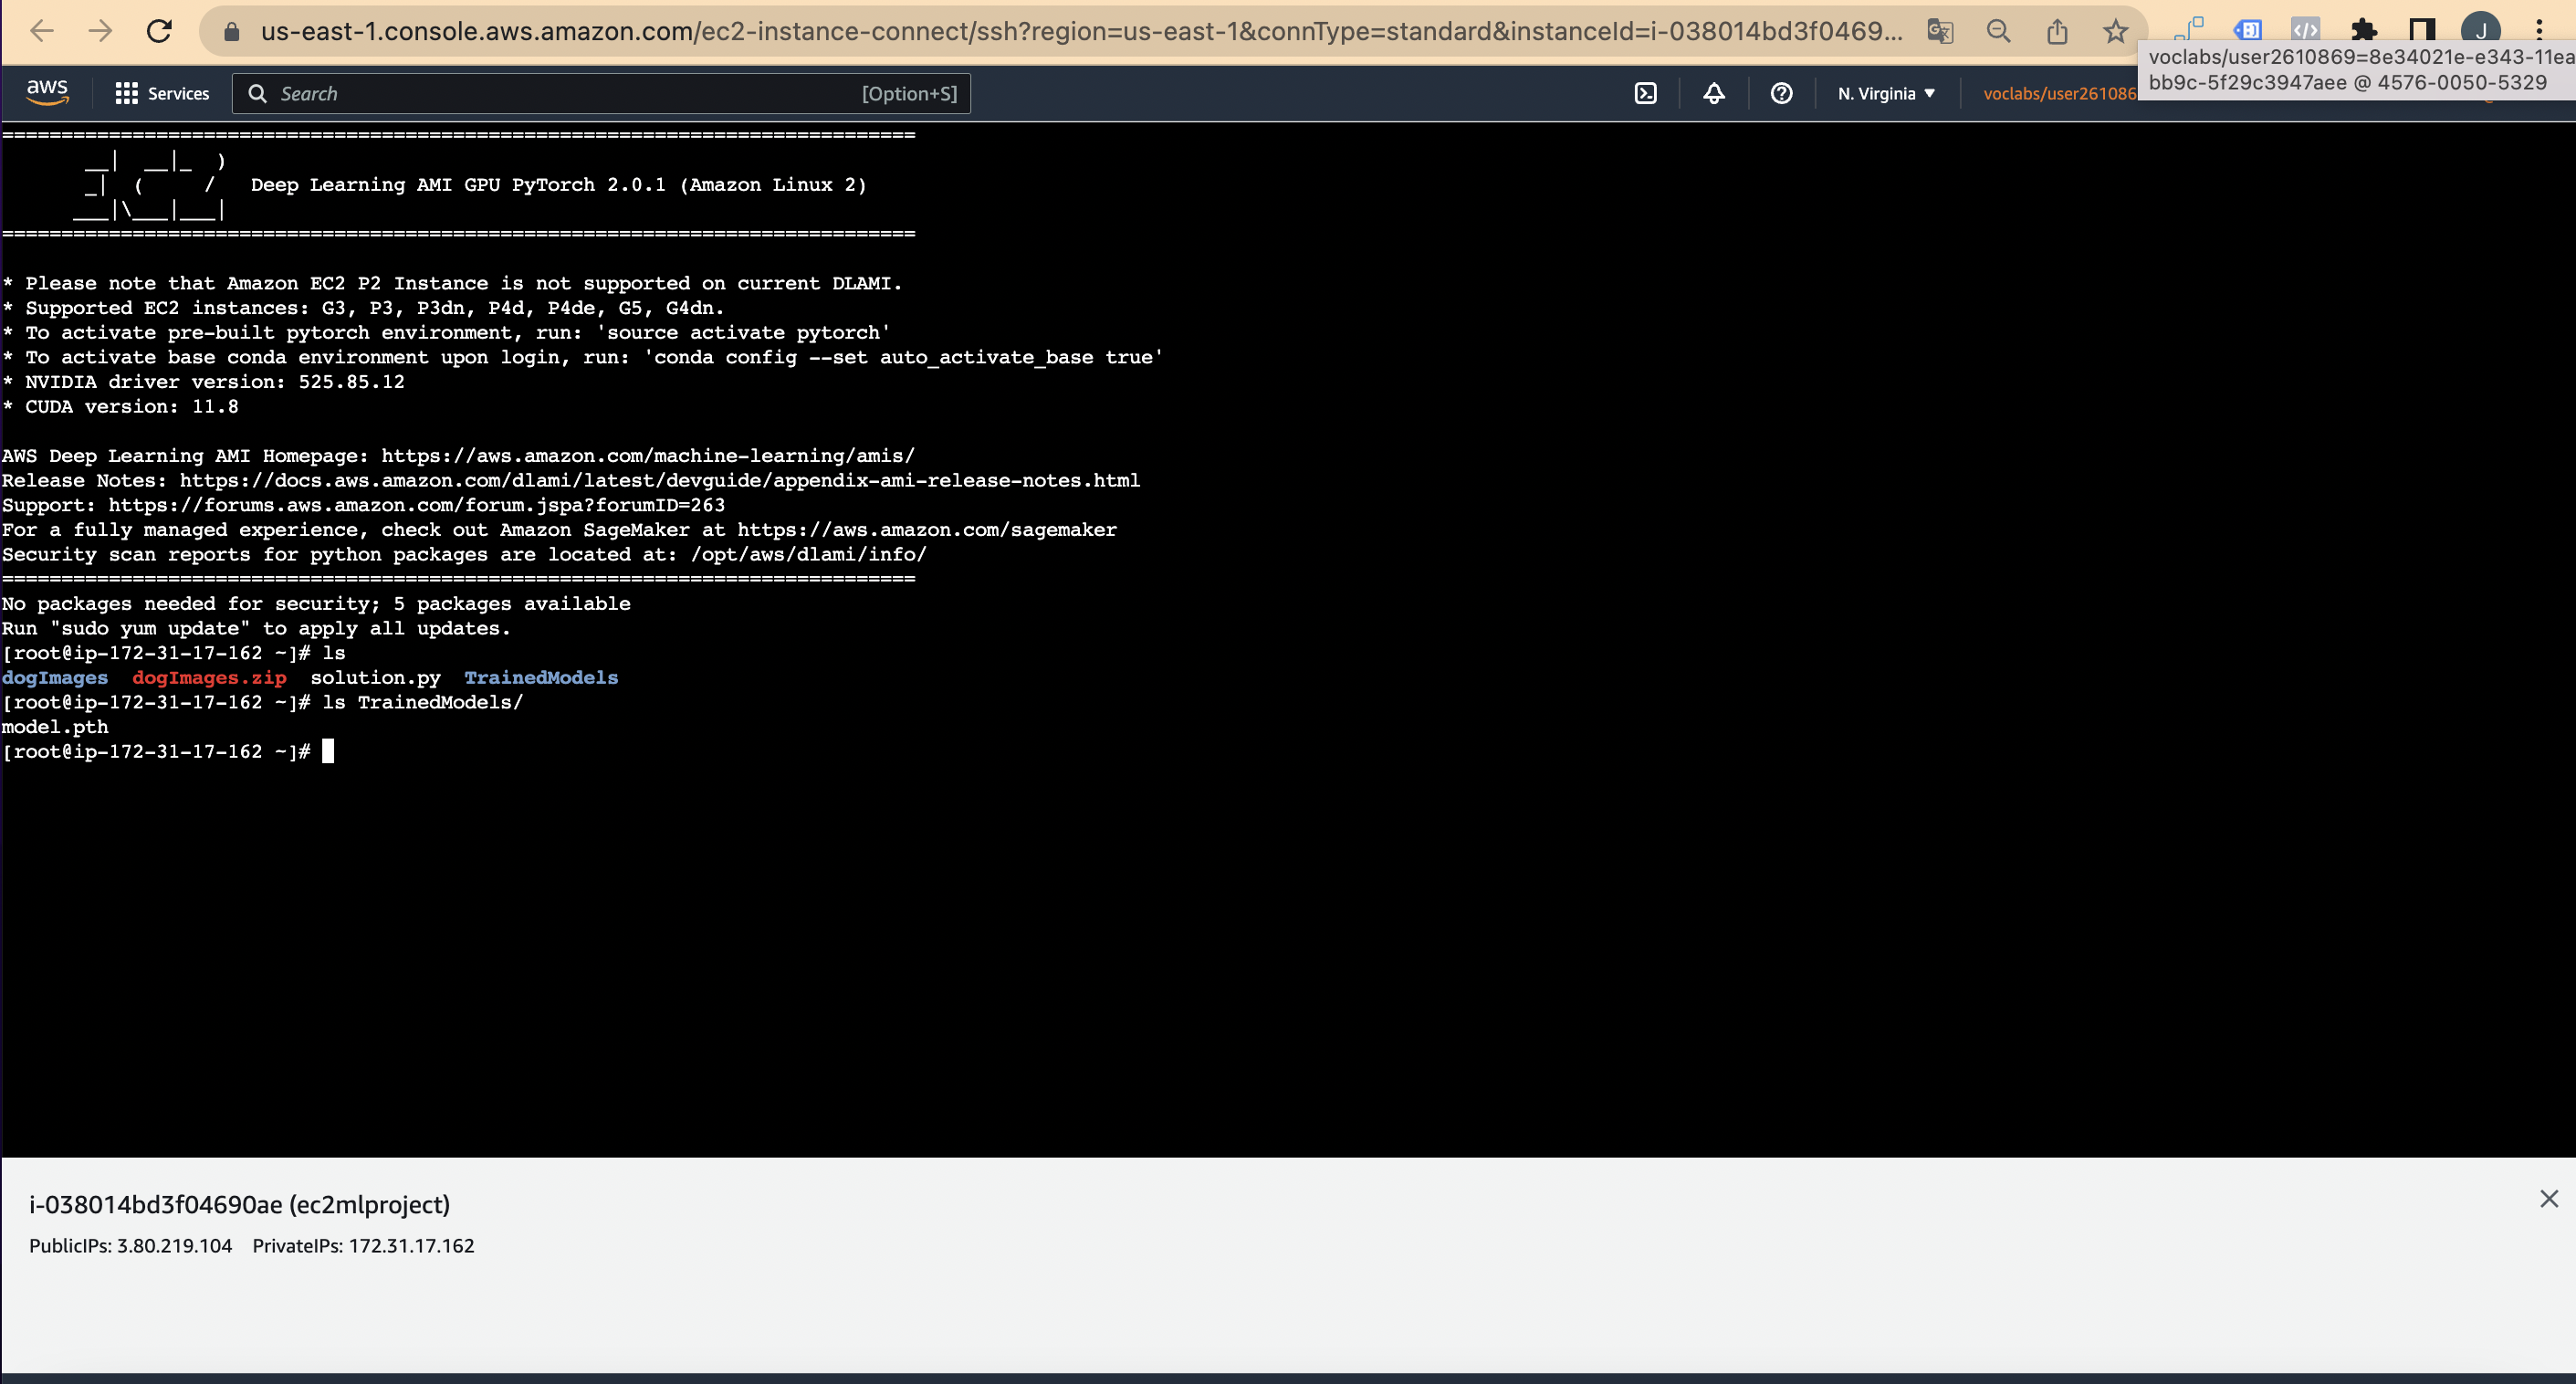 us-east-1.console.aws.amazon.com/ec2-instance-connect/ssh?region=us-east-1&connType=standard&instanceId=i-038014bd3f0469...
J
voclabs/user2610869=8e34021e-e343-11ea
bb9c-5f29c3947aee @ 4576-0050-5329
aws
Services
Search
[Option+S]
N. Virginia
voclabs/user261086
================================================================================
__| __|_ )
_| ( / Deep Learning AMI GPU PyTorch 2.0.1 (Amazon Linux 2)
___|\___|___|
================================================================================
* Please note that Amazon EC2 P2 Instance is not supported on current DLAMI.
* Supported EC2 instances: G3, P3, P3dn, P4d, P4de, G5, G4dn.
* To activate pre-built pytorch environment, run: 'source activate pytorch'
* To activate base conda environment upon login, run: 'conda config --set auto_activate_base true'
* NVIDIA driver version: 525.85.12
* CUDA version: 11.8
AWS Deep Learning AMI Homepage: https://aws.amazon.com/machine-learning/amis/
Release Notes: https://docs.aws.amazon.com/dlami/latest/devguide/appendix-ami-release-notes.html
Support: https://forums.aws.amazon.com/forum.jspa?forumID=263
For a fully managed experience, check out Amazon SageMaker at https://aws.amazon.com/sagemaker
Security scan reports for python packages are located at: /opt/aws/dlami/info/
================================================================================
No packages needed for security; 5 packages available
Run "sudo yum update" to apply all updates.
[root@ip-172-31-17-162 ~]# ls
dogImages dogImages.zip solution.py TrainedModels
[root@ip-172-31-17-162 ~]# ls TrainedModels/
model.pth
[root@ip-172-31-17-162 ~]#
i-038014bd3f04690ae (ec2mlproject)
PublicIPs: 3.80.219.104 PrivateIPs: 172.31.17.162